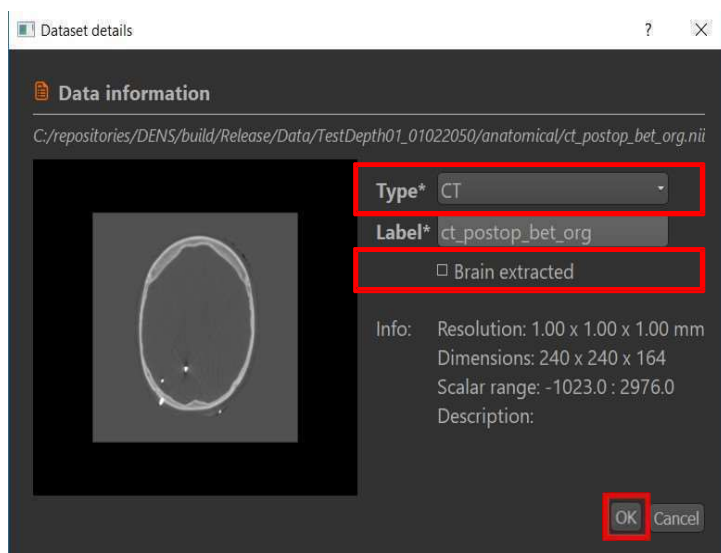 Dataset details
?
Data information
C:/repositories/DENS/build/Release/Data/TestDepth01_01022050/anatomical/ct_postop_bet_org.nii
Type* CT
Label* ct_postop_bet_org
Brain extracted
Info: Resolution: 1.00 x 1.00 x 1.00 mm
Dimensions: 240 x 240 x 164
Scalar range: -1023.0 : 2976.0
Description:
OK Cancel